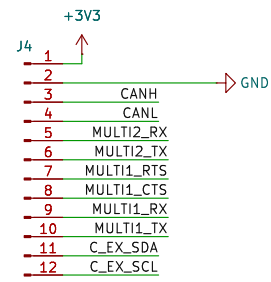 +3V3
J4
1
2 GND
3 CANH
4 CANL
5 MULTI2_RX
6 MULTI2_TX
7 MULTI1_RTS
8 MULTI1_CTS
9 MULTI1_RX
10 MULTI1_TX
11 C_EX_SDA
12 C_EX_SCL